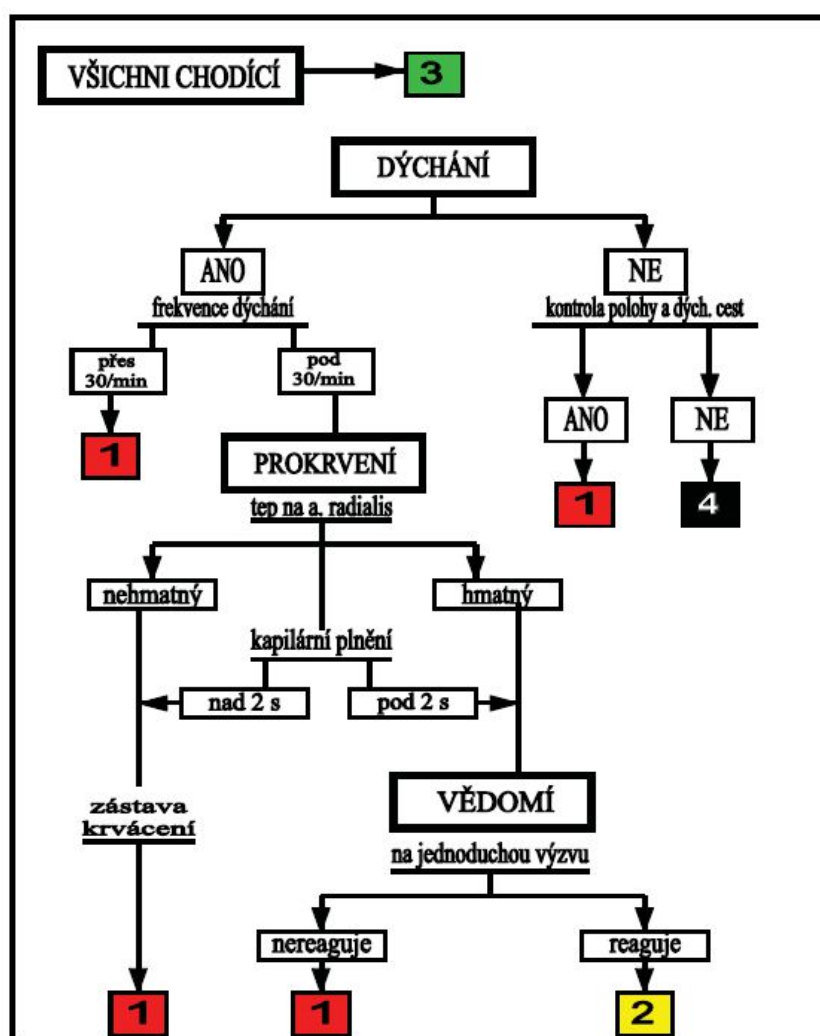 VŠICHNI CHODÍCÍ
3
DÝCHÁNÍ
ANO
NE
frekvence dýchání
kontrola polohy a dých. cest
přes
30/min
pod
30/min
ANO
NE
1
PROKRVENÍ
1
4
tep na a. radialis
nehmatný
hmatný
kapilární plnění
nad 2 s
pod 2 s
zástava
krvácení
VĚDOMÍ
na jednoduchou výzvu
nereaguje
reaguje
1
1
2